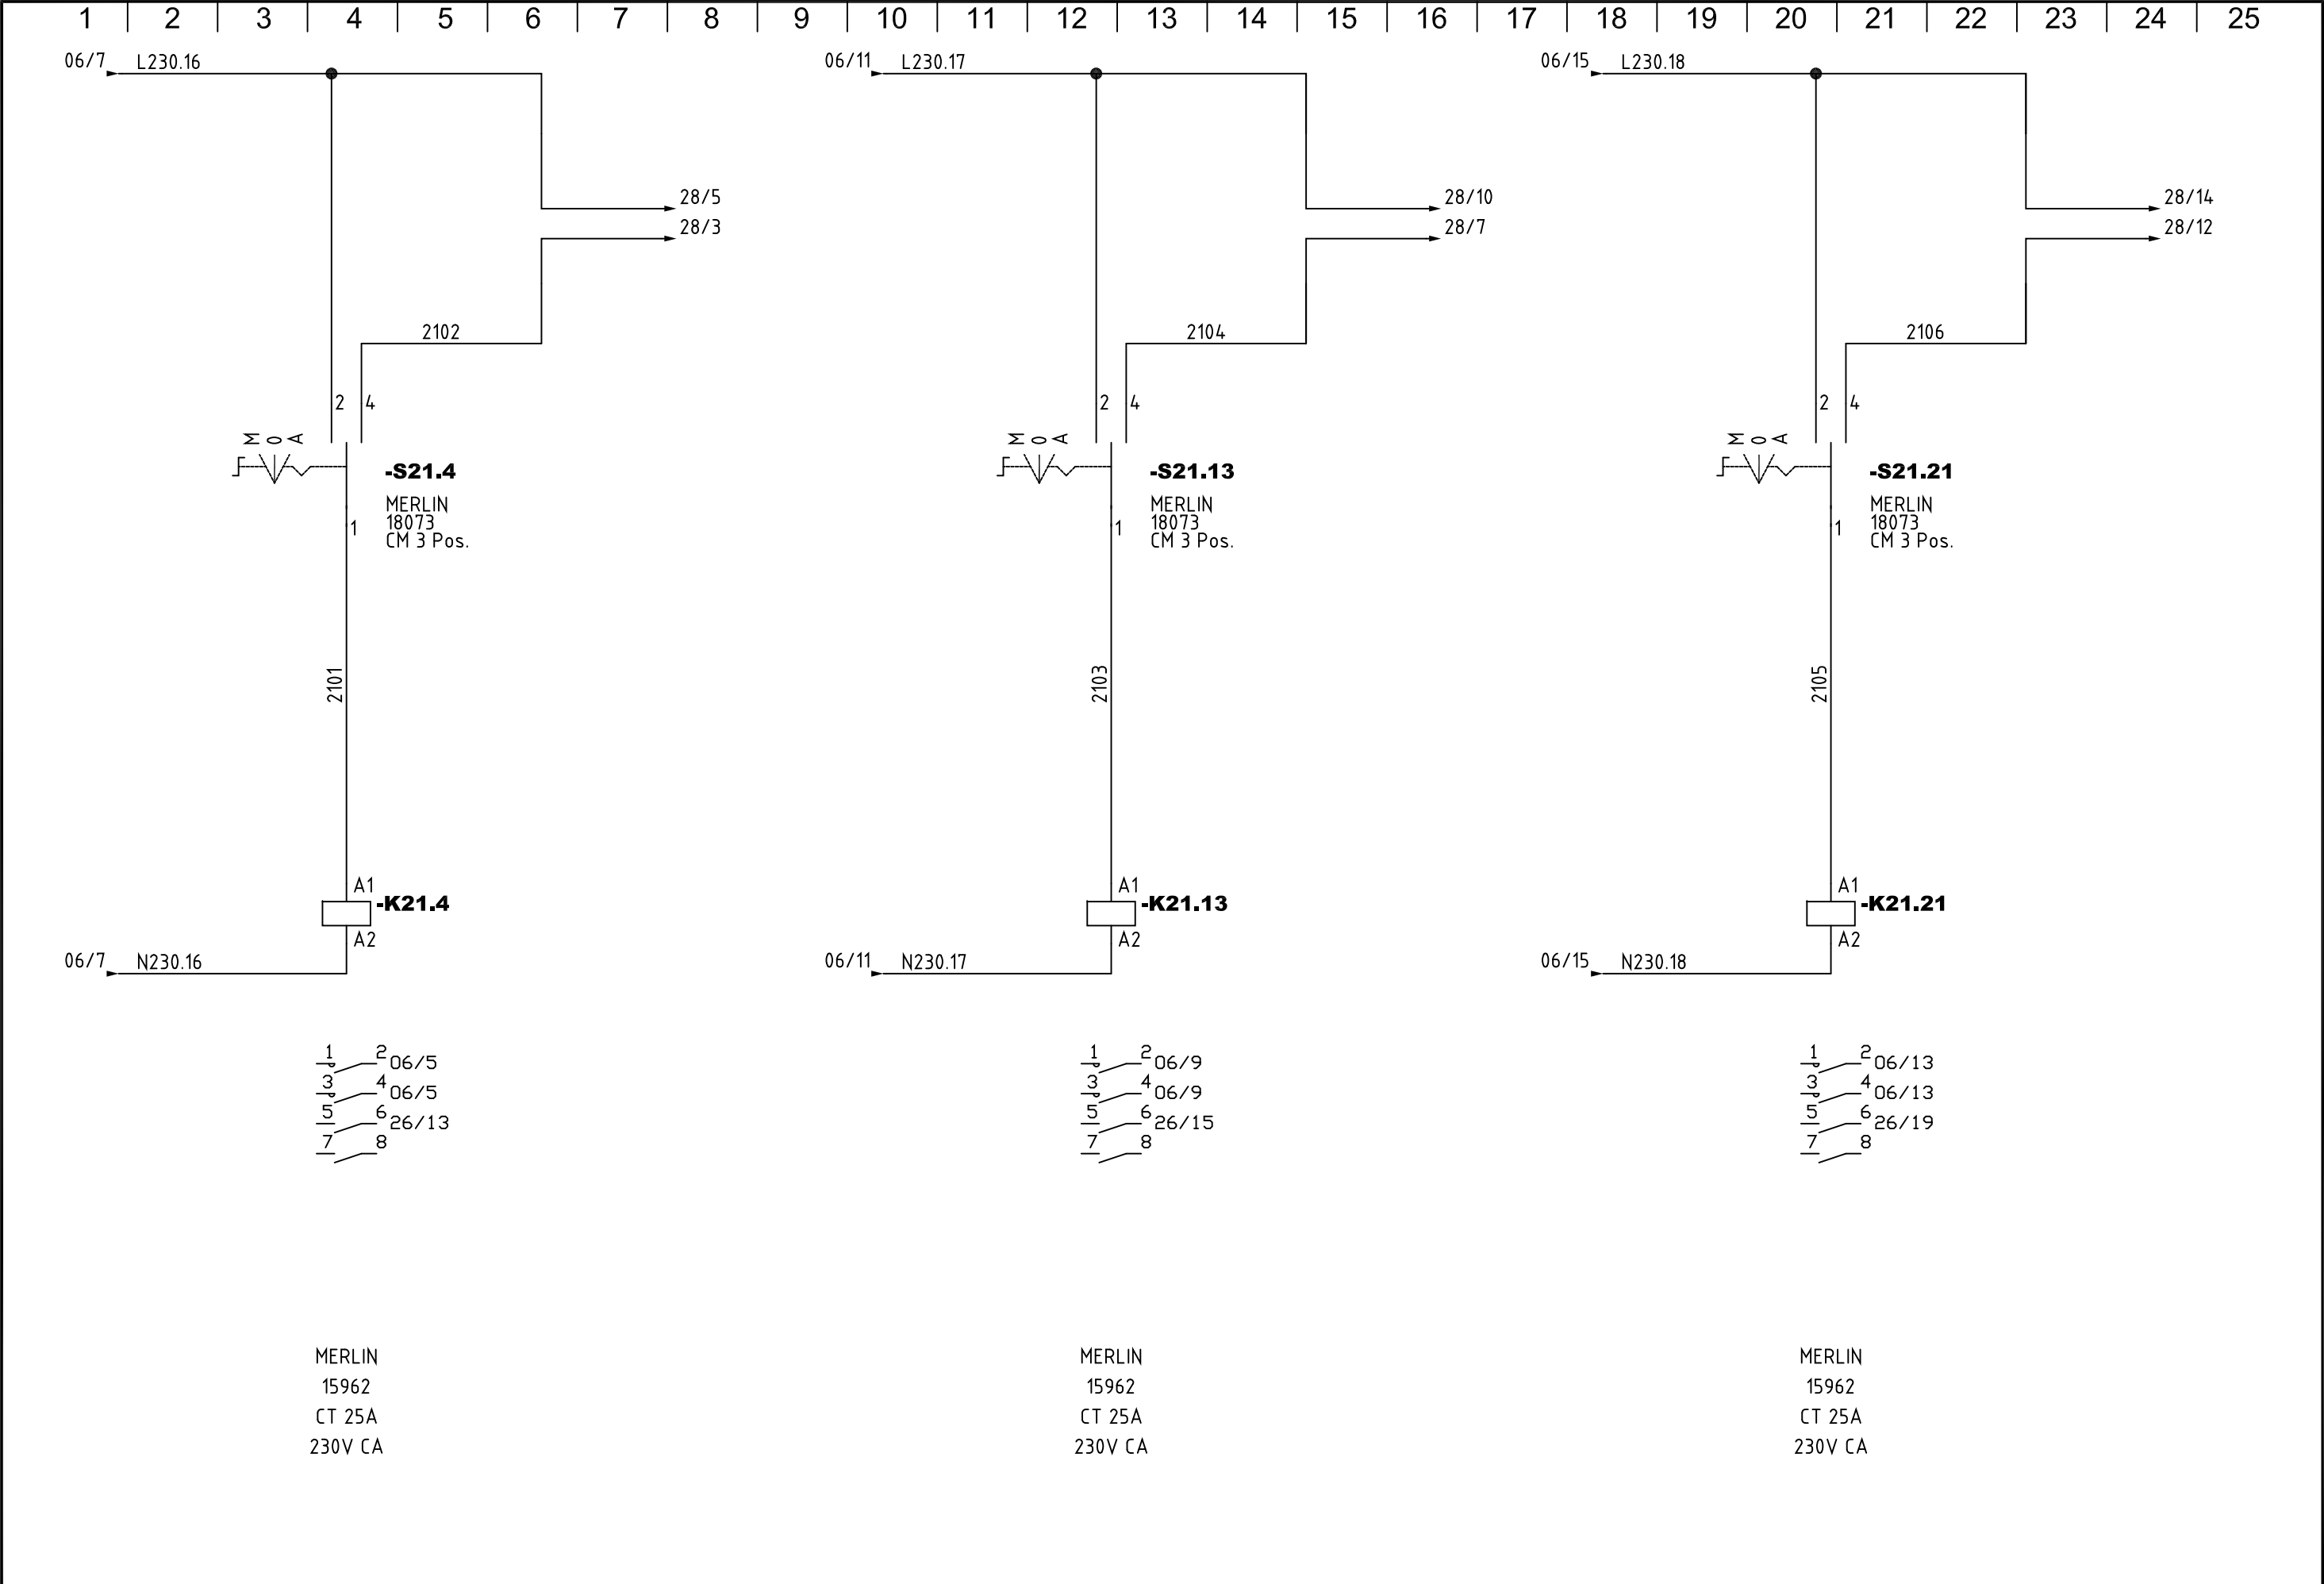 1 2 3 4 5 6 7 8 9 10 11 12 13 14 15 16 17 18 19 20 21 22 23 24 25
06/7 L230.16 06/11 L230.17 06/15 L230.18
28/5 28/10 28/14
28/3 28/7 28/12
2102 2104 2106
2 4 2 4 2 4
M 0 A M 0 A M 0 A
-S21.4 -S21.13 -S21.21
MERLIN MERLIN MERLIN
18073 18073 18073
1 CM 3 Pos. 1 CM 3 Pos. 1 CM 3 Pos.
2101 2103 2105
A1 A1 A1
-K21.4 -K21.13 -K21.21
A2 A2 A2
06/7 N230.16 06/11 N230.17 06/15 N230.18
1 2 06/5 1 2 06/9 1 2 06/13
3 4 06/5 3 4 06/9 3 4 06/13
5 6 26/13 5 6 26/15 5 6 26/19
7 8 7 8 7 8
MERLIN MERLIN MERLIN
15962 15962 15962
CT 25A CT 25A CT 25A
230V CA 230V CA 230V CA